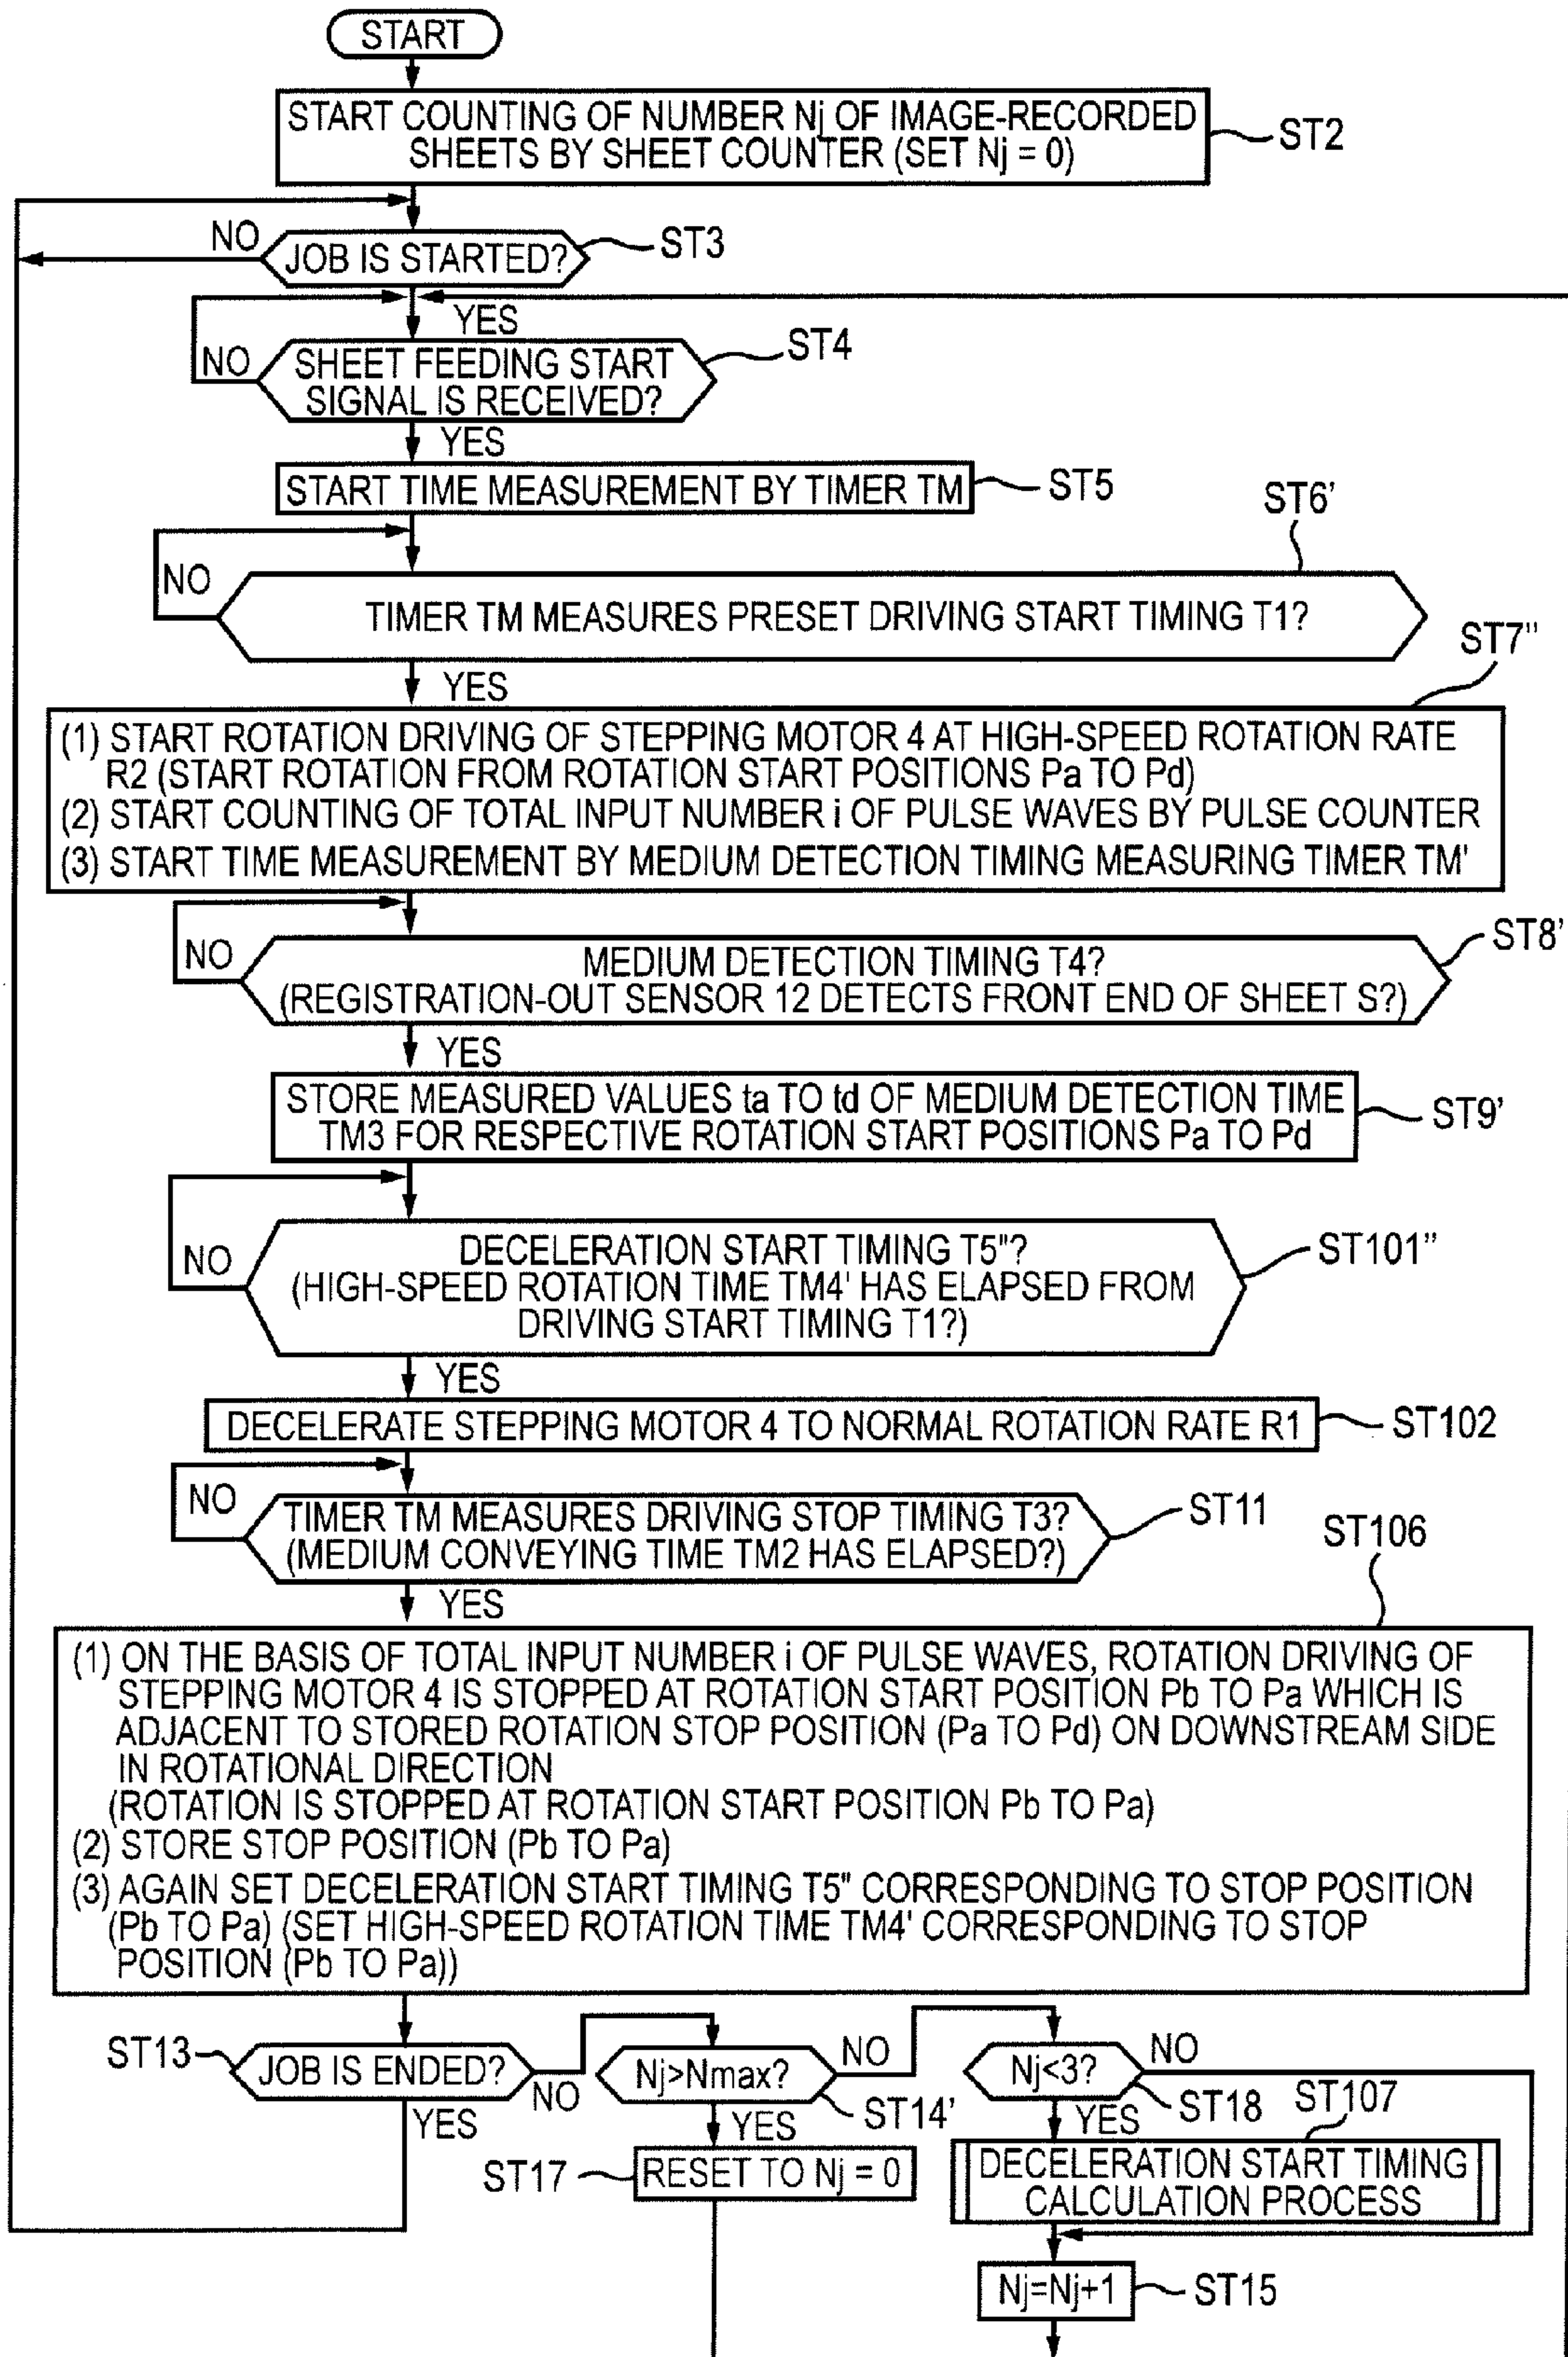 START
START COUNTING OF NUMBER Nj OF IMAGE-RECORDED
SHEETS BY SHEET COUNTER (SET Nj = 0)
ST2
NO
JOB IS STARTED?
ST3
YES
NO
SHEET FEEDING START
SIGNAL IS RECEIVED?
ST4
YES
START TIME MEASUREMENT BY TIMER TM
ST5
ST6'
NO
TIMER TM MEASURES PRESET DRIVING START TIMING T1?
ST7"
YES
(1) START ROTATION DRIVING OF STEPPING MOTOR 4 AT HIGH-SPEED ROTATION RATE
R2 (START ROTATION FROM ROTATION START POSITIONS Pa TO Pd)
(2) START COUNTING OF TOTAL INPUT NUMBER i OF PULSE WAVES BY PULSE COUNTER
(3) START TIME MEASUREMENT BY MEDIUM DETECTION TIMING MEASURING TIMER TM'
NO
MEDIUM DETECTION TIMING T4?
(REGISTRATION-OUT SENSOR 12 DETECTS FRONT END OF SHEET S?)
ST8'
YES
STORE MEASURED VALUES ta TO td OF MEDIUM DETECTION TIME
TM3 FOR RESPECTIVE ROTATION START POSITIONS Pa TO Pd
ST9'
NO
DECELERATION START TIMING T5"?
(HIGH-SPEED ROTATION TIME TM4' HAS ELAPSED FROM
DRIVING START TIMING T1?)
ST101"
YES
DECELERATE STEPPING MOTOR 4 TO NORMAL ROTATION RATE R1
ST102
NO
TIMER TM MEASURES DRIVING STOP TIMING T3?
(MEDIUM CONVEYING TIME TM2 HAS ELAPSED?)
ST11
ST106
YES
(1) ON THE BASIS OF TOTAL INPUT NUMBER i OF PULSE WAVES, ROTATION DRIVING OF
STEPPING MOTOR 4 IS STOPPED AT ROTATION START POSITION Pb TO Pa WHICH IS
ADJACENT TO STORED ROTATION STOP POSITION (Pa TO Pd) ON DOWNSTREAM SIDE
IN ROTATIONAL DIRECTION
(ROTATION IS STOPPED AT ROTATION START POSITION Pb TO Pa)
(2) STORE STOP POSITION (Pb TO Pa)
(3) AGAIN SET DECELERATION START TIMING T5" CORRESPONDING TO STOP POSITION
(Pb TO Pa) (SET HIGH-SPEED ROTATION TIME TM4' CORRESPONDING TO STOP
POSITION (Pb TO Pa))
ST13
JOB IS ENDED?
NO
YES
Nj>Nmax?
NO
ST14'
YES
Nj<3?
NO
ST18
YES
ST107
ST17
RESET TO Nj = 0
DECELERATION START TIMING
CALCULATION PROCESS
Nj=Nj+1
ST15